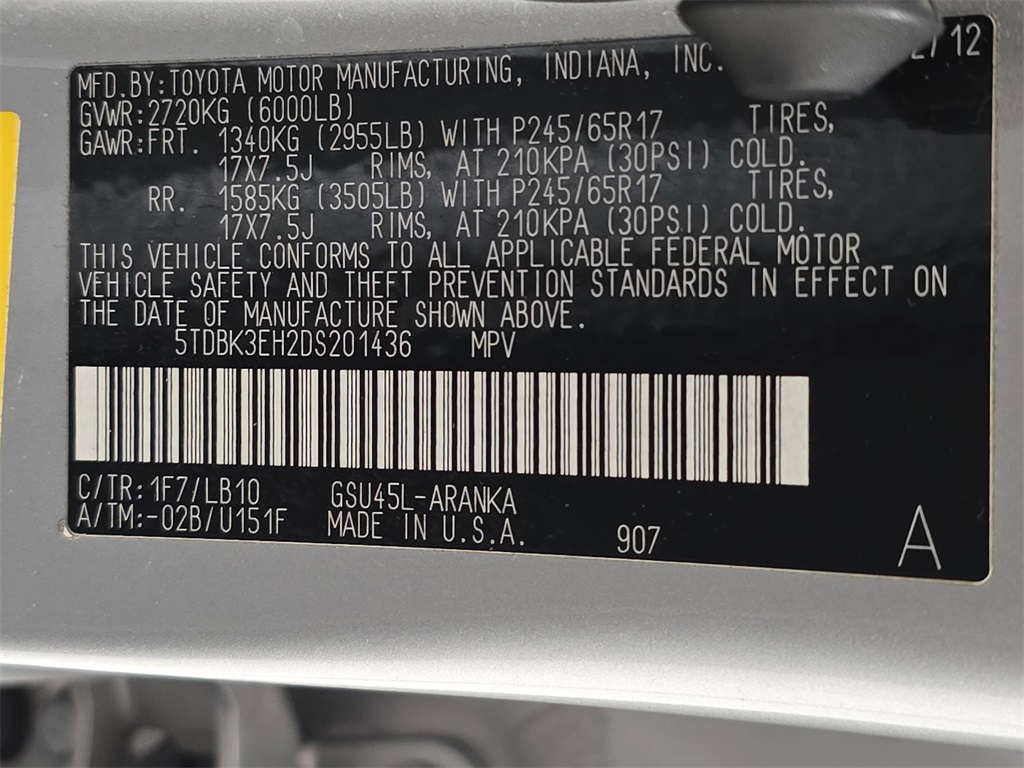 MFD.BY:TOYOTA MOTOR MANUFACTURING, INDIANA, INC. 2/12
GVWR:2720KG (6000LB)
GAWR:FRT. 1340KG (2955LB) WITH P245/65R17 TIRES,
17X7.5J RIMS, AT 210KPA (30PSI) COLD.
RR. 1585KG (3505LB) WITH P245/65R17 TIRES,
17X7.5J RIMS, AT 210KPA (30PSI) COLD.
THIS VEHICLE CONFORMS TO ALL APPLICABLE FEDERAL MOTOR
VEHICLE SAFETY AND THEFT PREVENTION STANDARDS IN EFFECT ON
THE DATE OF MANUFACTURE SHOWN ABOVE.
5TDBK3EH2DS201436 MPV
C/TR:1F7/LB10 GSU45L-ARANKA
A/TM:-02B/U151F MADE IN U.S.A. 907 A